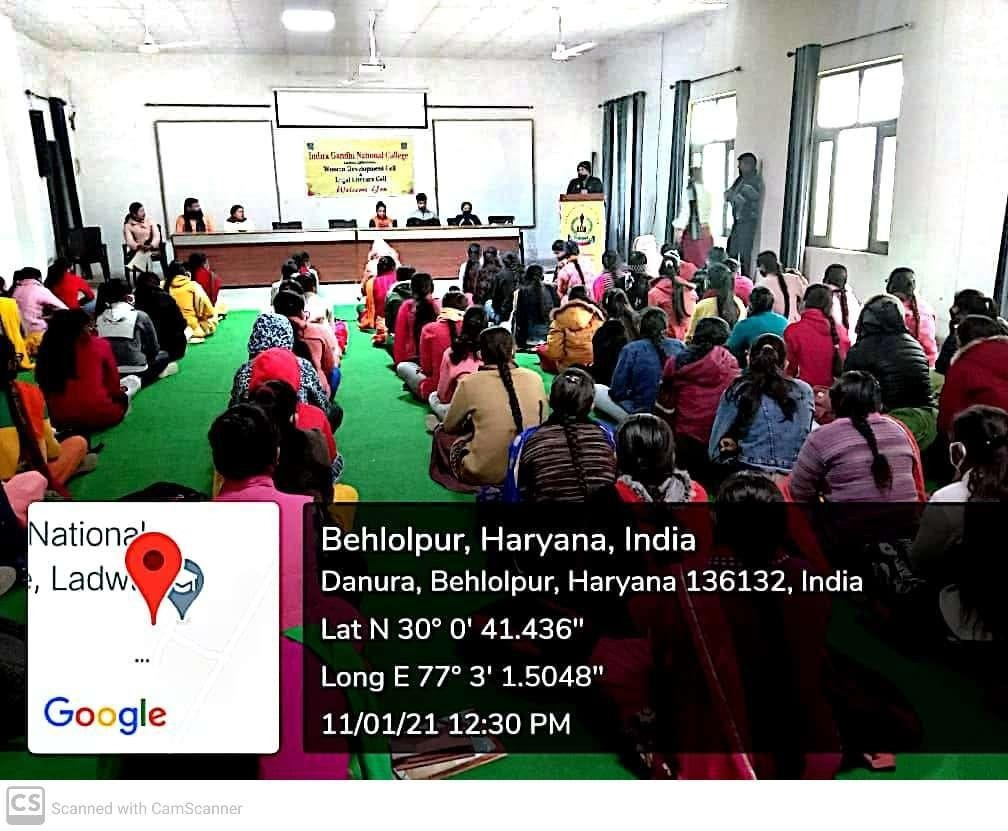 Indira Gandhi National College
Women Development Cell
&
Legal Literacy Cell
Welcome You
National
e, Ladw
...
Google
Behlolpur, Haryana, India
Danura, Behlolpur, Haryana 136132, India
Lat N 30° 0' 41.436"
Long E 77° 3' 1.5048"
11/01/21 12:30 PM
CS Scanned with CamScanner